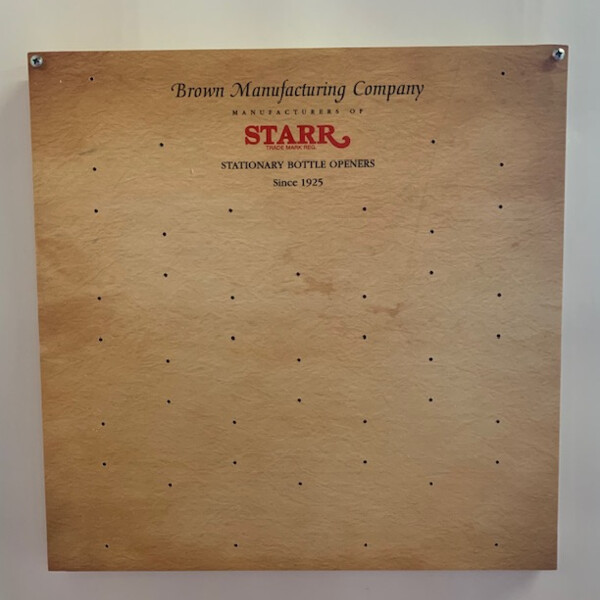 Brown Manufacturing Company
MANUFACTURERS OF
STARR
TRADE MARK REG.
STATIONARY BOTTLE OPENERS
Since 1925